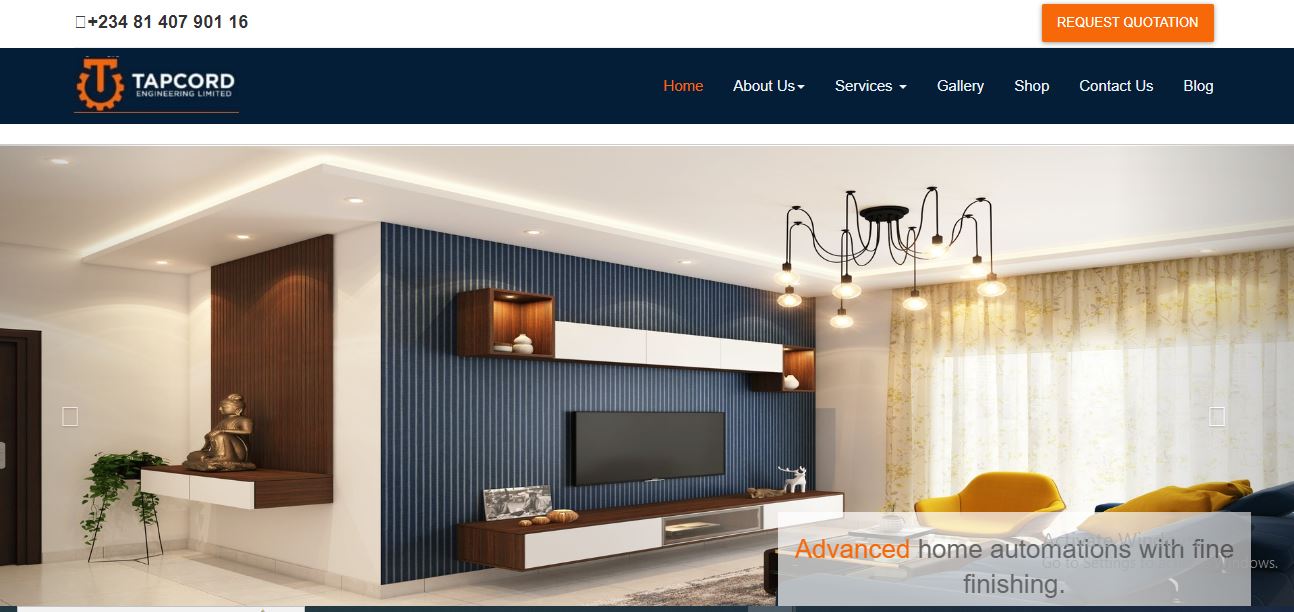 +234 81 407 901 16
REQUEST QUOTATION
TAPCORD
ENGINEERING LIMITED
Home
About Us
Services
Gallery
Shop
Contact Us
Blog
Advanced home automations with fine
finishing.
Activate Windows
Go to Settings to activate Windows.